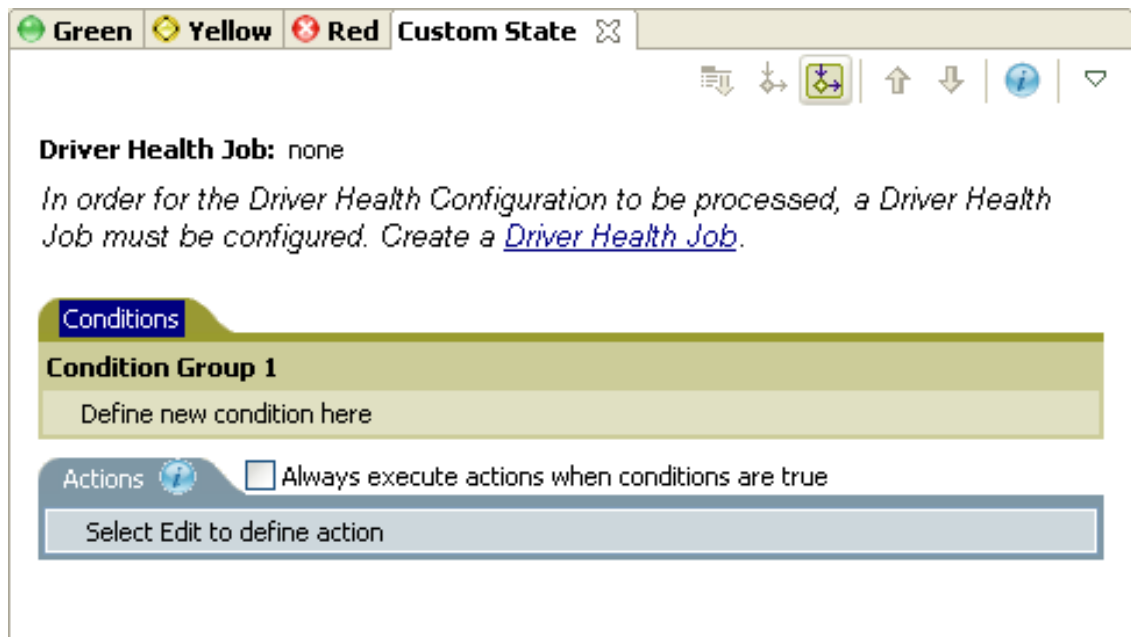 Green Yellow Red Custom State
Driver Health Job: none
In order for the Driver Health Configuration to be processed, a Driver Health
Job must be configured. Create a Driver Health Job.
Conditions
Condition Group 1
Define new condition here
Actions Always execute actions when conditions are true
Select Edit to define action